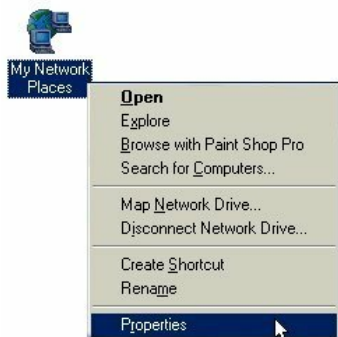 My Network
Places
Open
Explore
Browse with Paint Shop Pro
Search for Computers...
Map Network Drive...
Disconnect Network Drive...
Create Shortcut
Rename
Properties